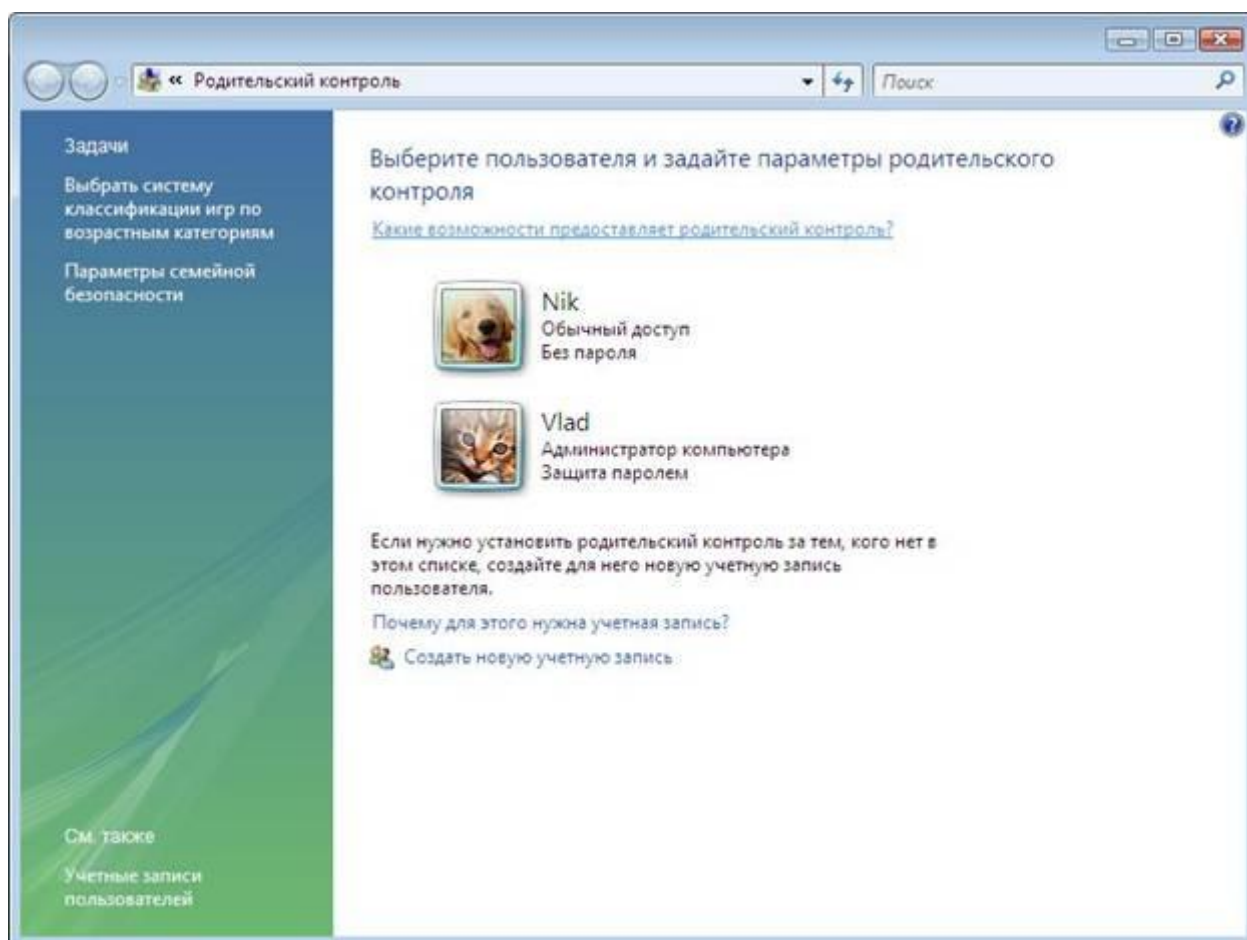 « Родительский контроль
Поиск
Задачи
Выбрать систему
классификации игр по
возрастным категориям
Параметры семейной
безопасности
Выберите пользователя и задайте параметры родительского
контроля
Какие возможности предоставляет родительский контроль?
Nik
Обычный доступ
Без пароля
Vlad
Администратор компьютера
Защита паролем
Если нужно установить родительский контроль за тем, кого нет в
этом списке, создайте для него новую учетную запись
пользователя.
Почему для этого нужна учетная запись?
Создать новую учетную запись
См. также
Учетные записи
пользователей